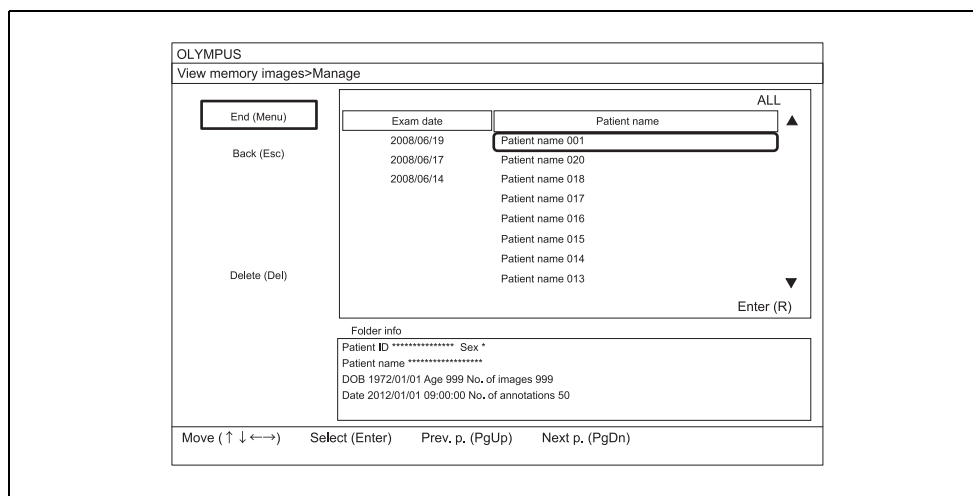 OLYMPUS
View memory images>Manage
End (Menu)
Back (Esc)
Delete (Del)
ALL
Exam date Patient name ▲
2008/06/19 Patient name 001
2008/06/17 Patient name 020
2008/06/14 Patient name 018
Patient name 017
Patient name 016
Patient name 015
Patient name 014
Patient name 013 ▼
Enter (R)
Folder info
Patient ID *************** Sex *
Patient name ******************
DOB 1972/01/01 Age 999 No. of images 999
Date 2012/01/01 09:00:00 No. of annotations 50
Move (↑ ↓ ←→) Select (Enter) Prev. p. (PgUp) Next p. (PgDn)